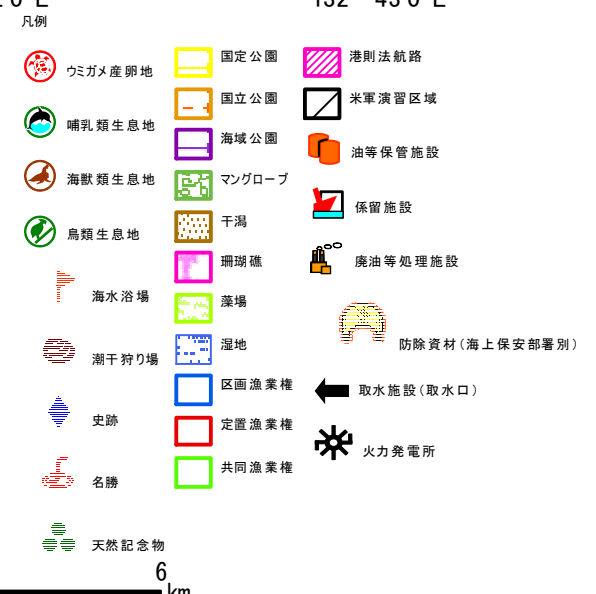 132° 43'0"E
凡例
ウミガメ産卵地
哺乳類生息地
海獣類生息地
鳥類生息地
海水浴場
潮干狩り場
史跡
名勝
天然記念物
国定公園
国立公園
海域公園
マングローブ
干潟
珊瑚礁
藻場
湿地
区画漁業権
定置漁業権
共同漁業権
港則法航路
米軍演習区域
油等保管施設
係留施設
廃油等処理施設
防除資材(海上保安部署別)
取水施設(取水口)
火力発電所
6
km